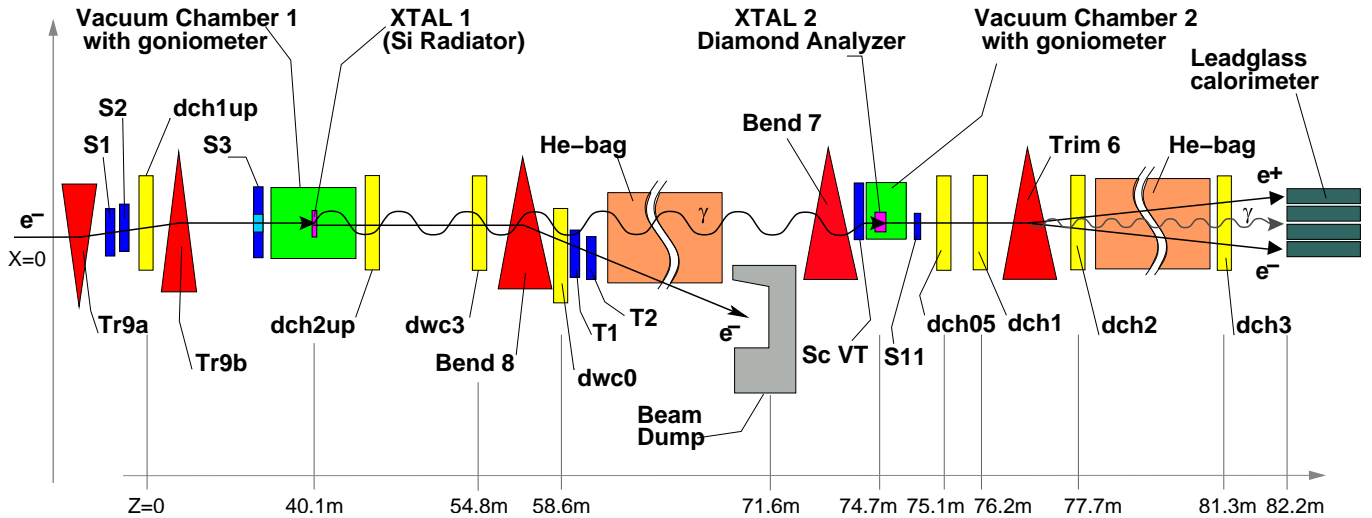 Vacuum Chamber 1
with goniometer
XTAL 1
(Si Radiator)
XTAL 2
Diamond Analyzer
Vacuum Chamber 2
with goniometer
Leadglass
calorimeter
S1
S2
dch1up
S3
He−bag
Bend 7
Trim 6
He−bag
e−
X=0
γ
e+
γ
e−
Tr9a
Tr9b
dch2up
dwc3
Bend 8
dwc0
T1
T2
e−
Beam
Dump
Sc VT
S11
dch05
dch1
dch2
dch3
Z=0
40.1m
54.8m
58.6m
71.6m
74.7m
75.1m
76.2m
77.7m
81.3m
82.2m